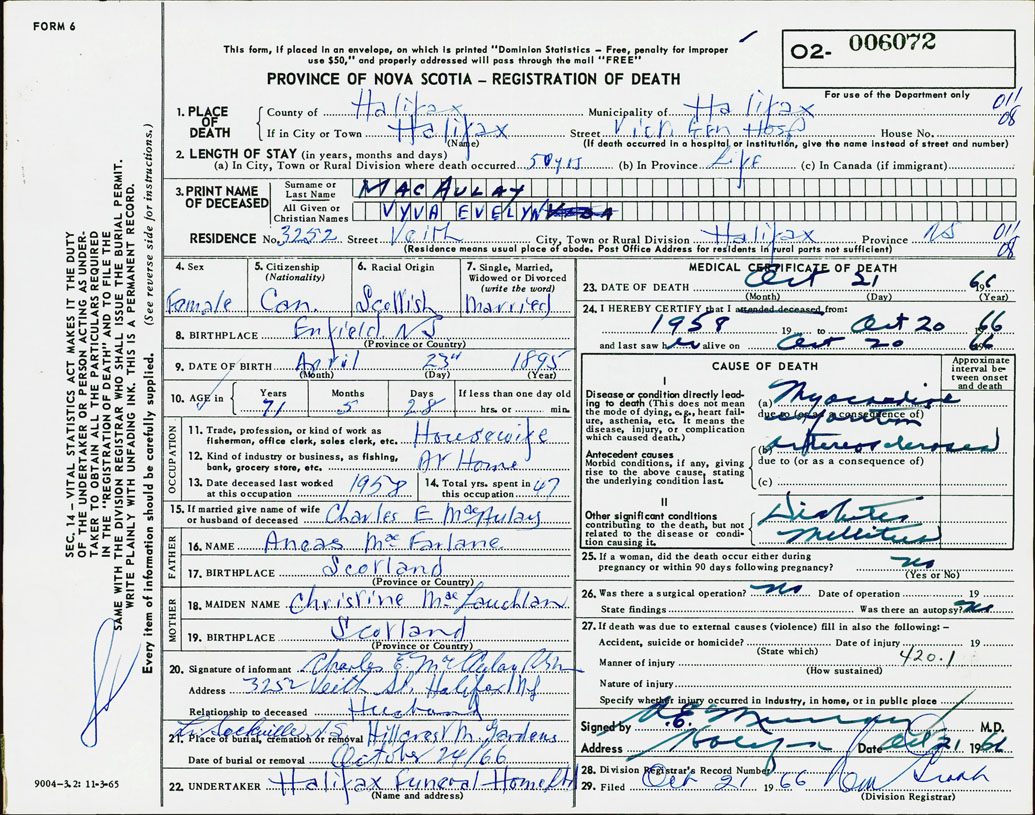 FORM 6
This form, if placed in an envelope, on which is printed "Dominion Statistics – Free, penalty for improper
use $50," and properly addressed will pass through the mail "FREE"
O2- 006072
For use of the Department only
PROVINCE OF NOVA SCOTIA – REGISTRATION OF DEATH
011
08
1. PLACE OF DEATH
County of Halifax Municipality of Halifax
If in City or Town Halifax Street Vict Gen Hosp House No.
(Name) (If death occurred in a hospital or institution, give the name instead of street and number)
2. LENGTH OF STAY (in years, months and days)
(a) In City, Town or Rural Division where death occurred 50 yrs (b) In Province Life (c) In Canada (if immigrant)
3. PRINT NAME OF DECEASED
Surname or Last Name MACAULAY
All Given or Christian Names VYVA EVELYN
RESIDENCE No. 3252 Street Veith City, Town or Rural Division Halifax Province NS
011
08
(Residence means usual place of abode. Post Office Address for residents in rural parts not sufficient)
SEC. 14 – VITAL STATISTICS ACT MAKES IT THE DUTY
OF THE UNDERTAKER OR PERSON ACTING AS UNDER-
TAKER TO OBTAIN ALL THE PARTICULARS REQUIRED
IN THE "REGISTRATION OF DEATH" AND TO FILE THE
SAME WITH THE DIVISION REGISTRAR WHO SHALL ISSUE THE BURIAL PERMIT.
WRITE PLAINLY WITH UNFADING INK. THIS IS A PERMANENT RECORD.
Every item of information should be carefully supplied. (See reverse side for instructions.)
4. Sex Female
5. Citizenship (Nationality) Can.
6. Racial Origin Scottish
7. Single, Married, Widowed or Divorced (write the word) Married
8. BIRTHPLACE Enfield NS
(Province or Country)
9. DATE OF BIRTH April 23rd 1895
(Month) (Day) (Year)
10. AGE in Years 71 Months 5 Days 28 If less than one day old hrs. or min.
OCCUPATION
11. Trade, profession, or kind of work as fisherman, office clerk, sales clerk, etc. Housewife
12. Kind of industry or business, as fishing, bank, grocery store, etc. At Home
13. Date deceased last worked at this occupation 1958
14. Total yrs. spent in this occupation 47
15. If married give name of wife or husband of deceased Charles E MacAulay
FATHER
16. NAME Aneas MacFarlane
17. BIRTHPLACE Scotland
(Province or Country)
MOTHER
18. MAIDEN NAME Christine MacLauchlan
19. BIRTHPLACE Scotland
(Province or Country)
20. Signature of informant Charles E. McAulay
Address 3252 Veith St. Halifax NS
Relationship to deceased Husband
Lr Sackville N.S.
21. Place of burial, cremation or removal Hillcrest M. Gardens
Date of burial or removal October 24/66
22. UNDERTAKER Halifax Funeral Home
(Name and address)
9004–3.2: 11-3-65
MEDICAL CERTIFICATE OF DEATH
23. DATE OF DEATH Oct 21 66
(Month) (Day) (Year)
24. I HEREBY CERTIFY that I attended deceased from:
1958 19 to Oct 20 1966
and last saw her alive on Oct 20 1966
CAUSE OF DEATH
Approximate interval between onset and death
I
Disease or condition directly leading to death (This does not mean the mode of dying, e.g., heart failure, asthenia, etc. It means the disease, injury, or complication which caused death.)
(a) Myocardial
due to (or as a consequence of)
infarction
Antecedent causes
Morbid conditions, if any, giving rise to the above cause, stating the underlying condition last.
(b) arteriosclerosis
due to (or as a consequence of)
(c)
II
Other significant conditions contributing to the death, but not related to the disease or condition causing it.
Diabetes
Mellitus
25. If a woman, did the death occur either during pregnancy or within 90 days following pregnancy? no
(Yes or No)
26. Was there a surgical operation? no Date of operation 19
State findings Was there an autopsy? no
27. If death was due to external causes (violence) fill in also the following:–
Accident, suicide or homicide? Date of injury 19
(State which)
Manner of injury 420.1
(How sustained)
Nature of injury
Specify whether injury occurred in industry, in home, or in public place
Signed by M.D.
Address Halifax Date Oct 21 1966
28. Division Registrar's Record Number
29. Filed Oct 21 1966
(Division Registrar)